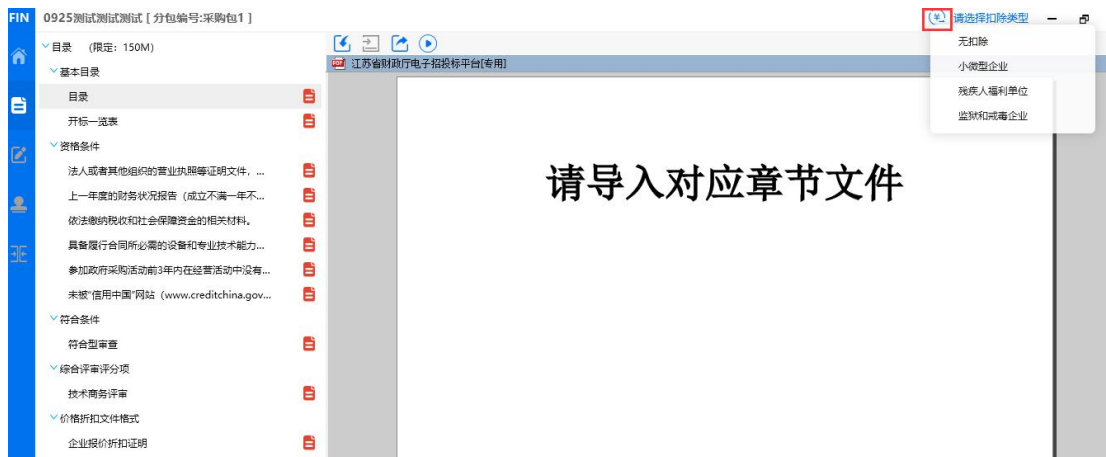 FIN 0925测试测试测试 [ 分包编号:采购包1 ] 请选择扣除类型
目录 (限定: 150M)
基本目录
目录
开标一览表
资格条件
法人或者其他组织的营业执照等证明文件, ...
上一年度的财务状况报告 (成立不满一年不...
依法缴纳税收和社会保障资金的相关材料。
具备履行合同所必需的设备和专业技术能力...
参加政府采购活动前3年内在经营活动中没有...
未被"信用中国"网站 (www.creditchina.gov...
符合条件
符合型审查
综合评审评分项
技术商务评审
价格折扣文件格式
企业报价折扣证明
江苏省财政厅电子招投标平台[专用]
请导入对应章节文件
无扣除
小微型企业
残疾人福利单位
监狱和戒毒企业